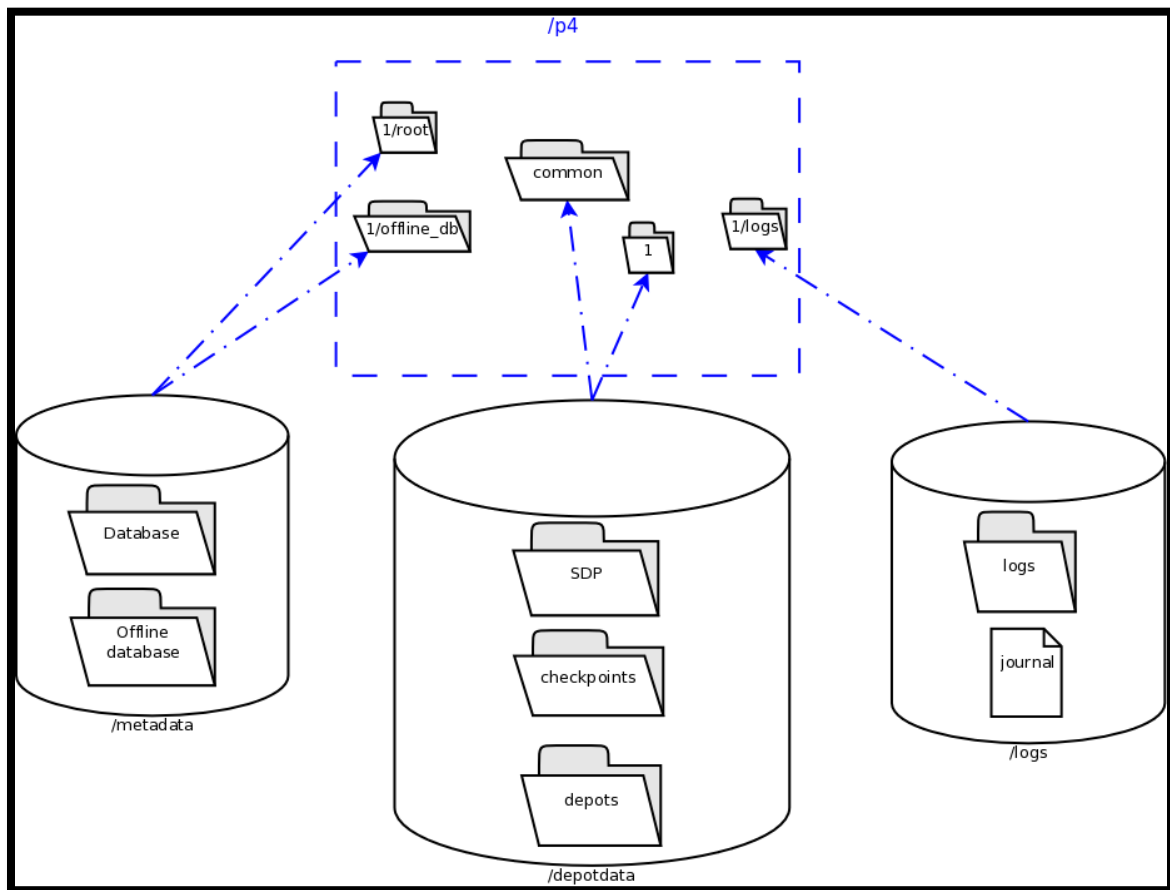 /p4
1/root
common
1/offline_db
1/logs
1
Database
Offline
database
/metadata
SDP
checkpoints
depots
/depotdata
logs
journal
/logs